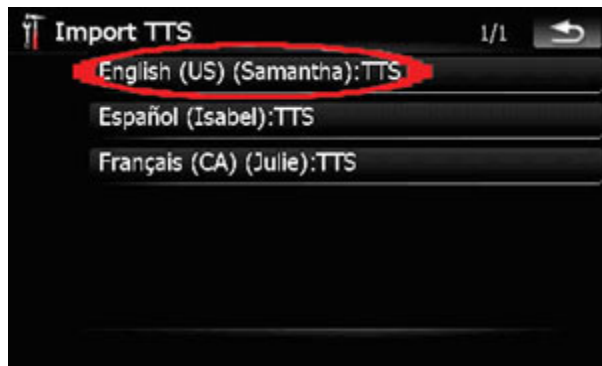 Import TTS 1/1
English (US) (Samantha):TTS
Español (Isabel):TTS
Français (CA) (Julie):TTS